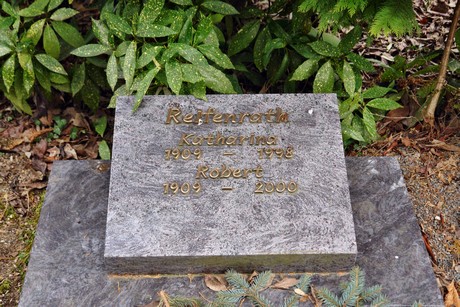 Reifenrath
Katharina
1909 - 1998
Robert
1909 - 2000